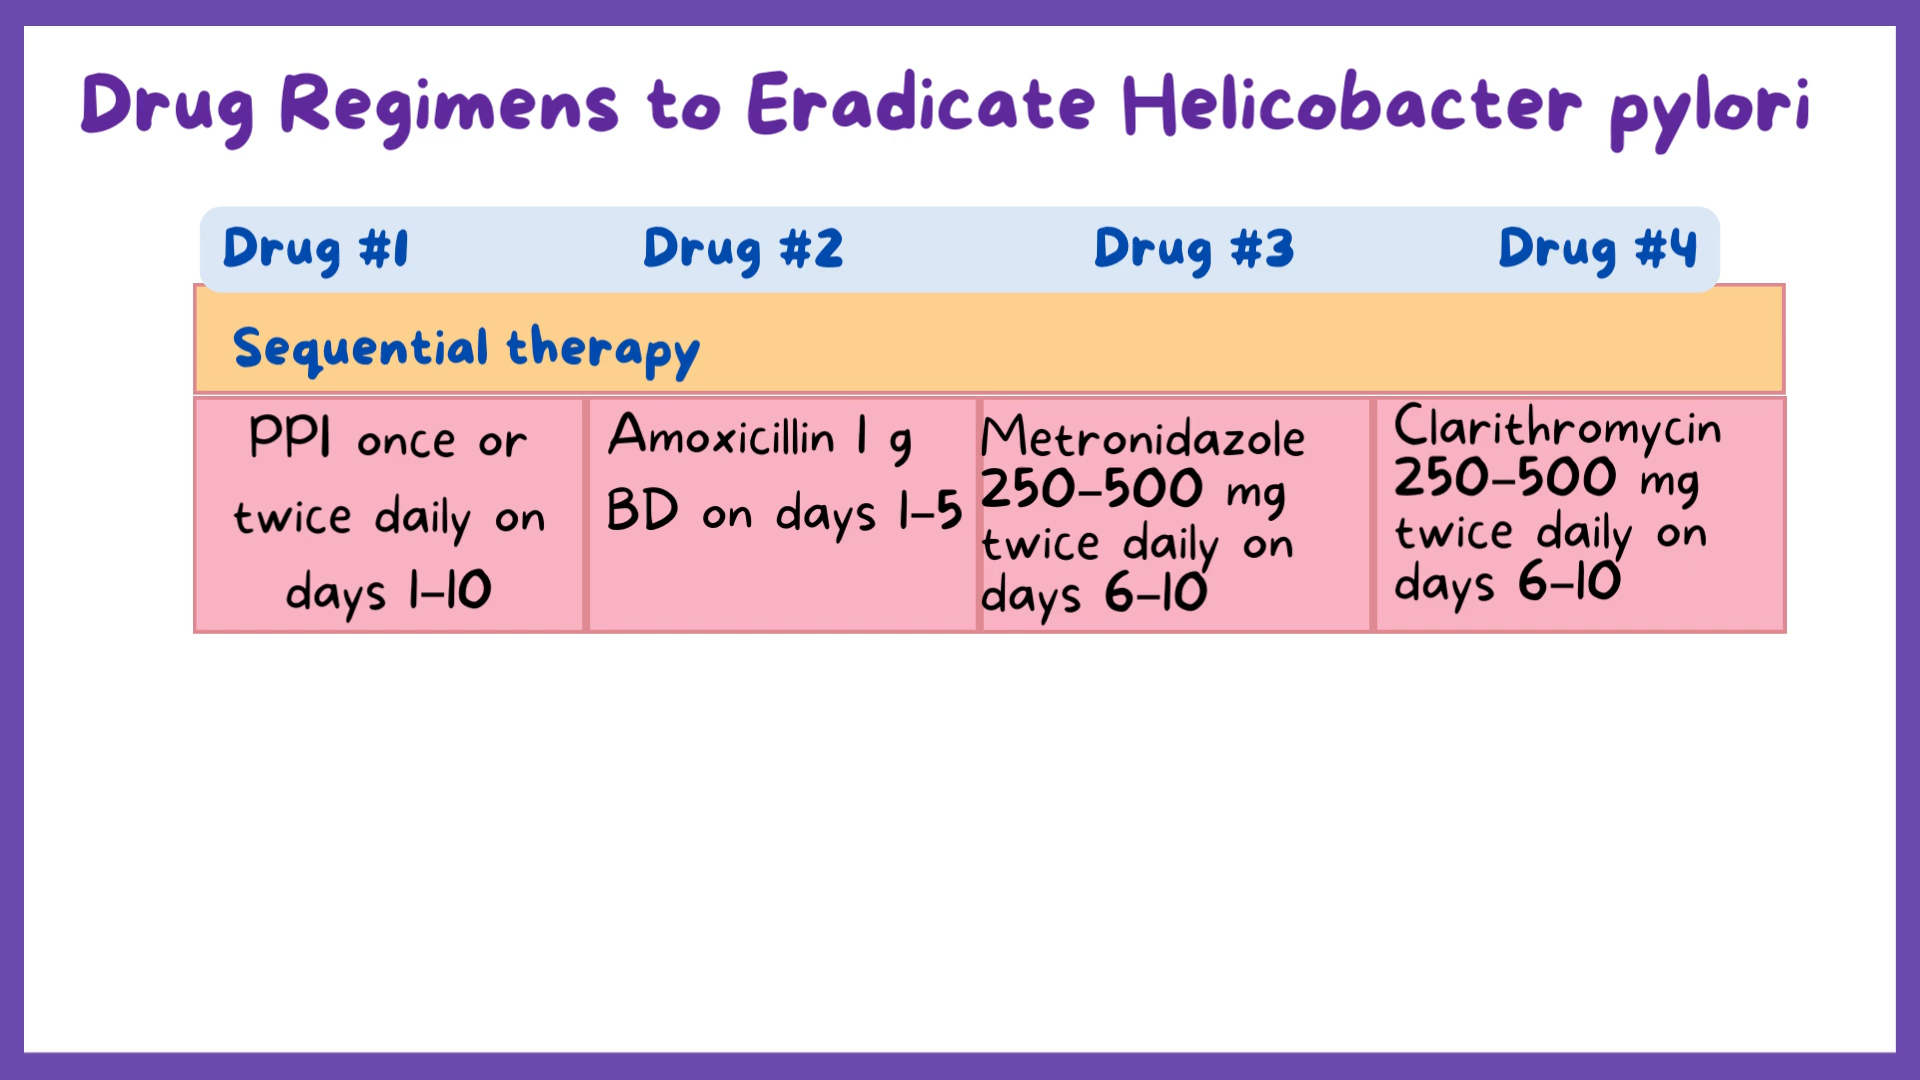 Drug Regimens to Eradicate Helicobacter pylori
Drug #1 Drug #2 Drug #3 Drug #4
Sequential therapy
PPI once or
twice daily on
days 1–10
Amoxicillin 1 g
BD on days 1–5
Metronidazole
250–500 mg
twice daily on
days 6–10
Clarithromycin
250–500 mg
twice daily on
days 6–10